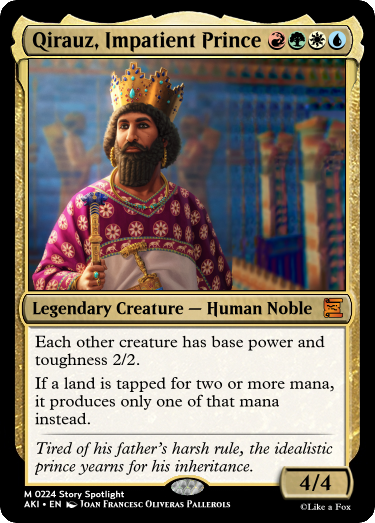 Qirauz, Impatient Prince
Legendary Creature — Human Noble
Each other creature has base power and
toughness 2/2.
If a land is tapped for two or more mana,
it produces only one of that mana
instead.
Tired of his father's harsh rule, the idealistic
prince yearns for his inheritance.
4/4
M 0224 Story Spotlight
AKI • EN Joan Francesc Oliveras Pallerols
©Like a Fox